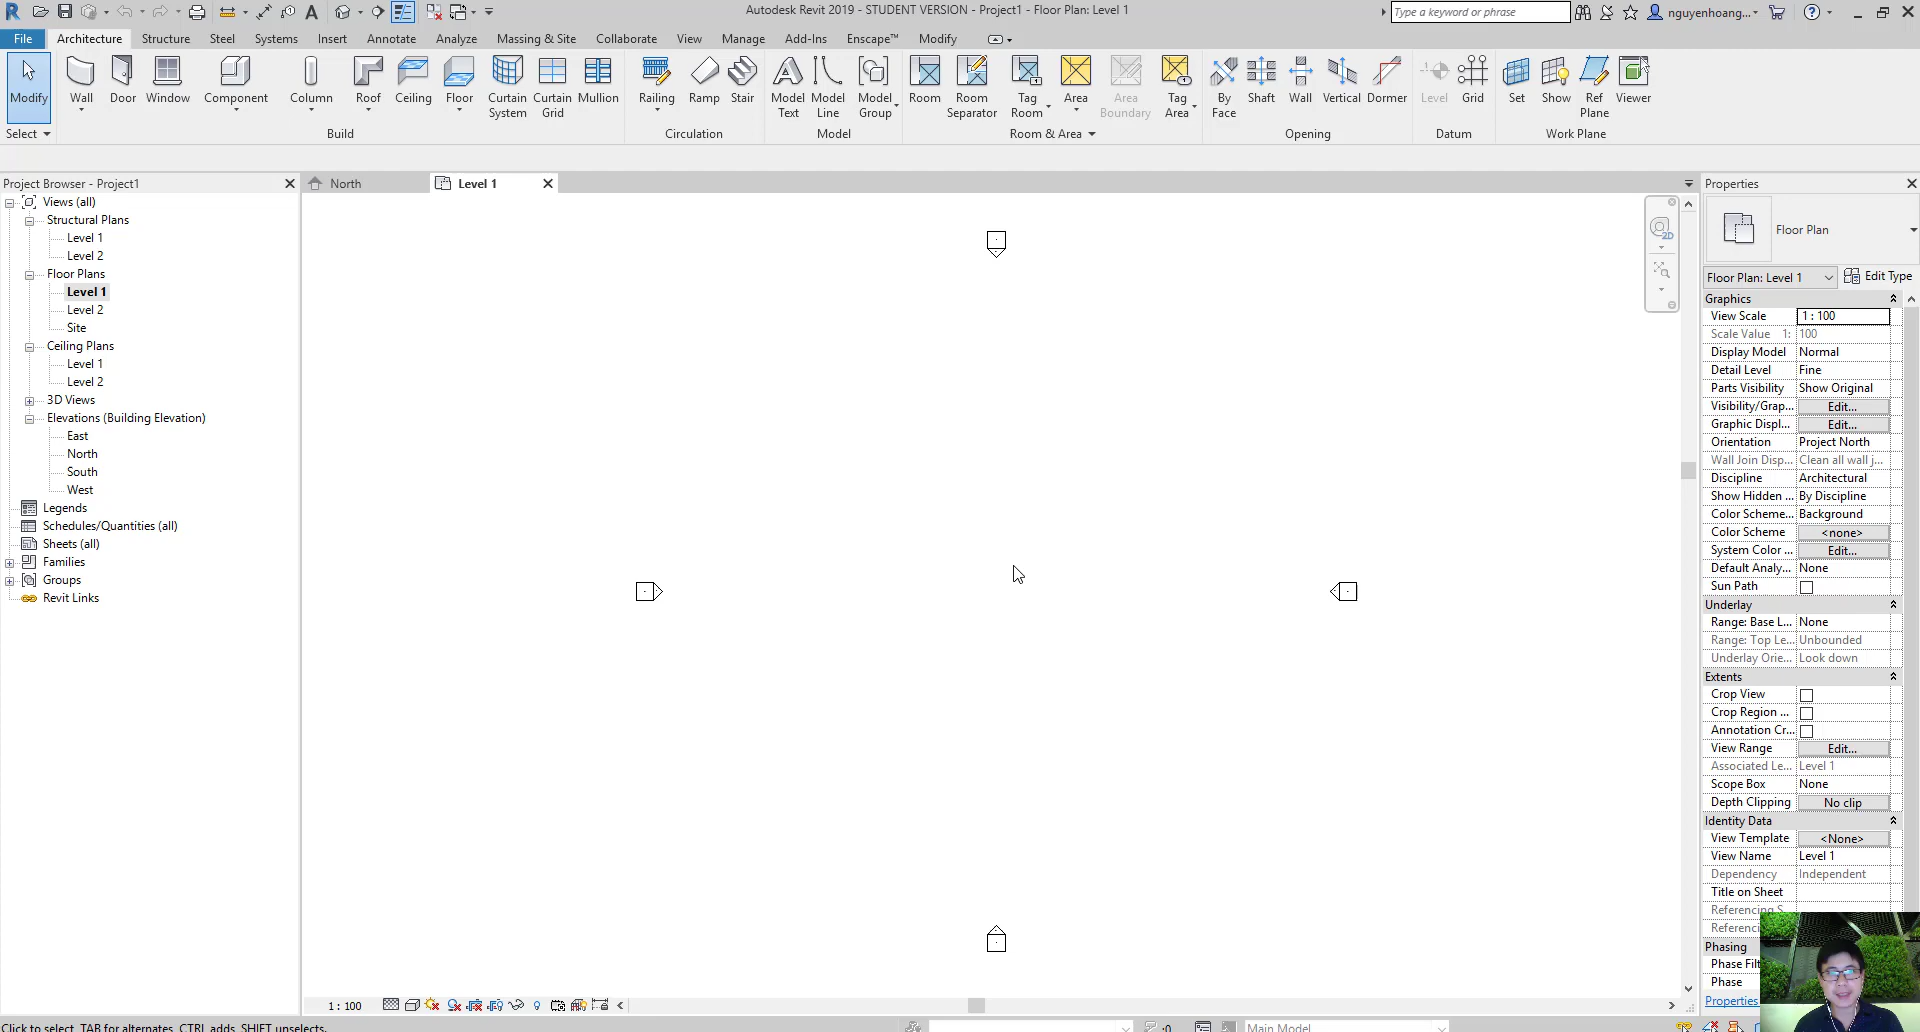 Autodesk Revit 2019 - STUDENT VERSION - Project1 - Floor Plan: Level 1
Type a keyword or phrase
nguyenhoang...
File Architecture Structure Steel Systems Insert Annotate Analyze Massing & Site Collaborate View Manage Add-Ins Enscape™ Modify
Modify
Wall
Door
Window
Component
Column
Roof
Ceiling
Floor
Curtain System
Curtain Grid
Mullion
Railing
Ramp
Stair
Model Text
Model Line
Model Group
Room
Room Separator
Tag Room
Area
Area Boundary
Tag Area
By Face
Shaft
Wall
Vertical
Dormer
Level
Grid
Set
Show
Ref Plane
Viewer
Select
Build
Circulation
Model
Room & Area
Opening
Datum
Work Plane
Project Browser - Project1
Views (all)
Structural Plans
Level 1
Level 2
Floor Plans
Level 1
Level 2
Site
Ceiling Plans
Level 1
Level 2
3D Views
Elevations (Building Elevation)
East
North
South
West
Legends
Schedules/Quantities (all)
Sheets (all)
Families
Groups
Revit Links
North
Level 1
2D
1 : 100
Properties
Floor Plan
Floor Plan: Level 1
Edit Type
Graphics
View Scale 1 : 100
Scale Value 1: 100
Display Model Normal
Detail Level Fine
Parts Visibility Show Original
Visibility/Grap... Edit...
Graphic Displ... Edit...
Orientation Project North
Wall Join Disp... Clean all wall j...
Discipline Architectural
Show Hidden ... By Discipline
Color Scheme... Background
Color Scheme <none>
System Color ... Edit...
Default Analy... None
Sun Path
Underlay
Range: Base L... None
Range: Top Le... Unbounded
Underlay Orie... Look down
Extents
Crop View
Crop Region ...
Annotation Cr...
View Range Edit...
Associated Le... Level 1
Scope Box None
Depth Clipping No clip
Identity Data
View Template <None>
View Name Level 1
Dependency Independent
Title on Sheet
Referencing S
Referenci
Phasing
Phase Filt
Phase
Properties
Click to select, TAB for alternates, CTRL adds, SHIFT unselects.
:0
Main Model